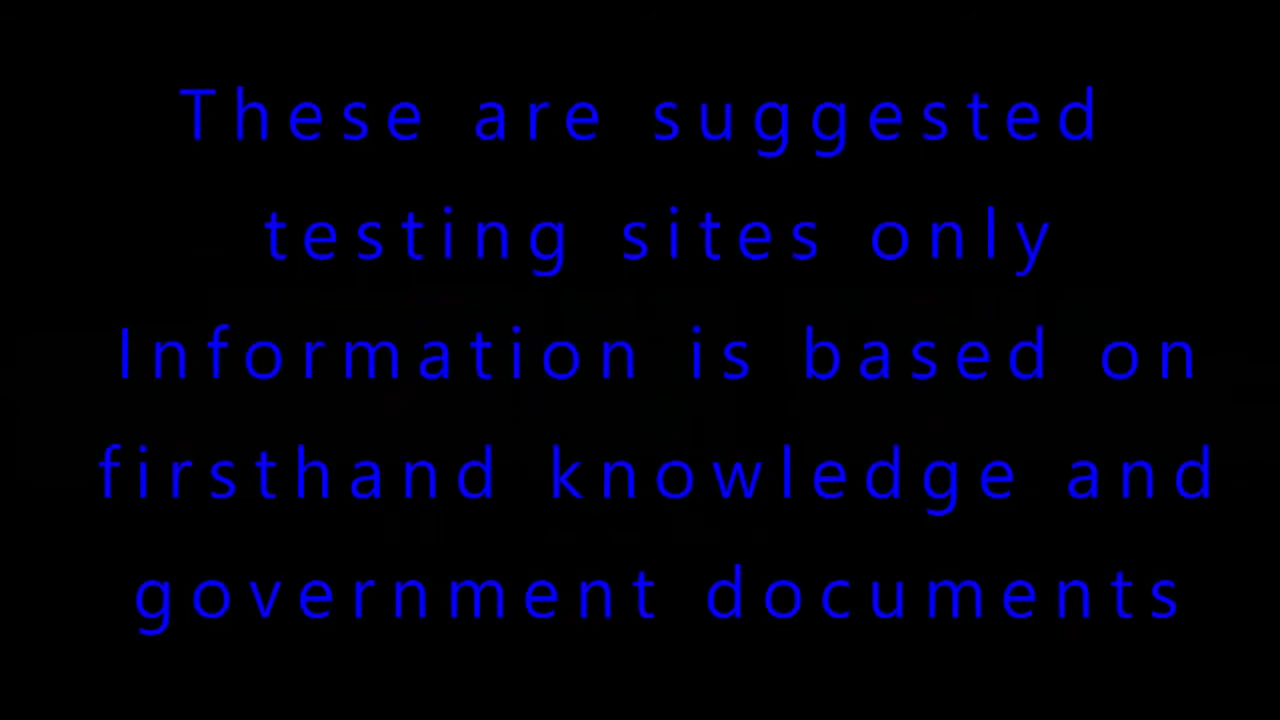 These are suggested
testing sites only
Information is based on
firsthand knowledge and
government documents